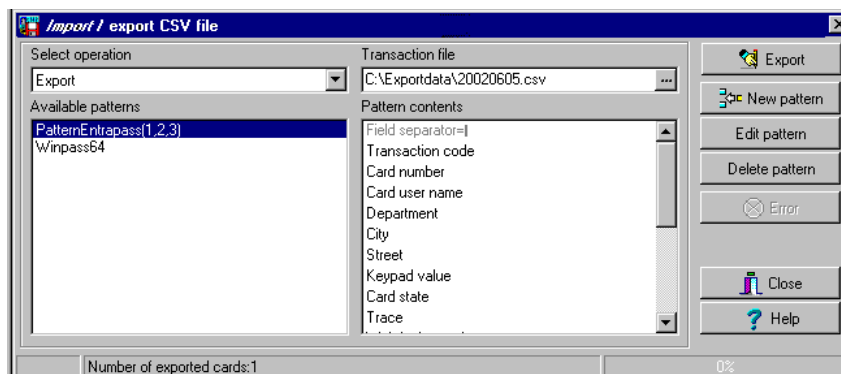 Import / export CSV file
Select operation
Export
Transaction file
C:\Exportdata\20020605.csv
...
Available patterns
PatternEntrapass(1,2,3)
Winpass64
Pattern contents
Field separator=|
Transaction code
Card number
Card user name
Department
City
Street
Keypad value
Card state
Trace
Export
New pattern
Edit pattern
Delete pattern
Error
Close
Help
Number of exported cards:1
0%